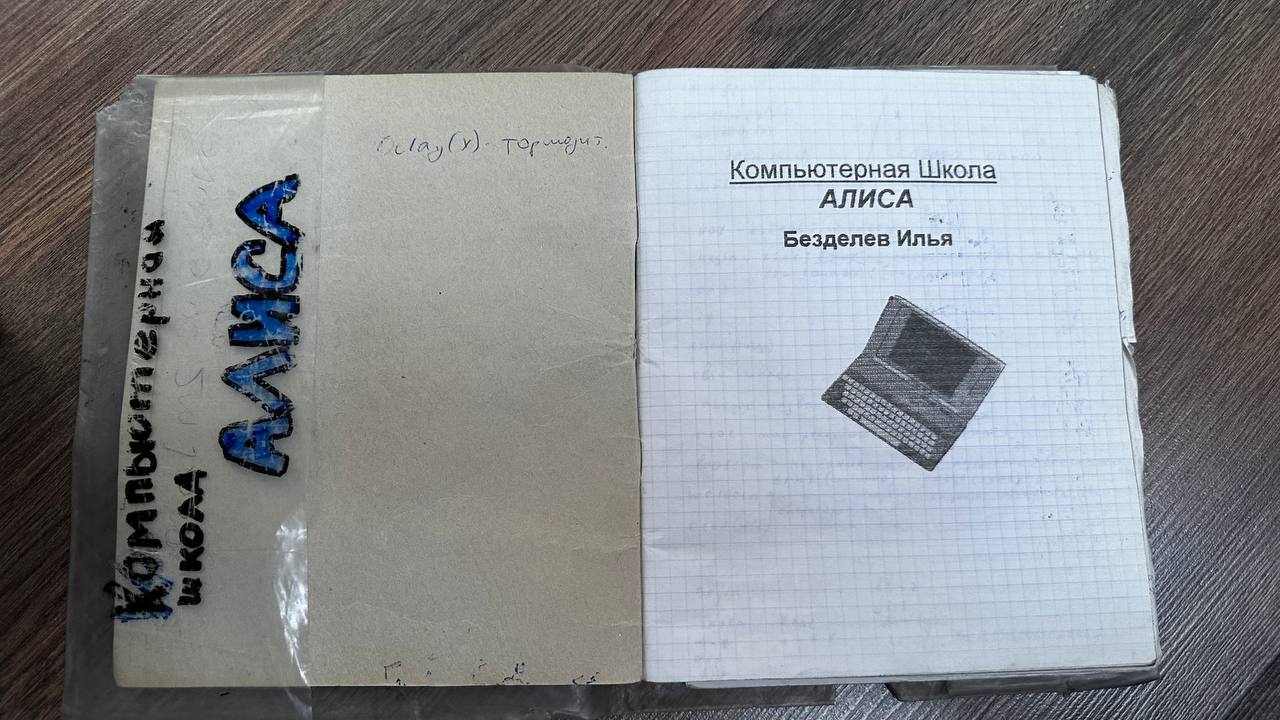 Компьютерная
школа
АЛИСА
Delay(x) - тормозит.
Компьютерная Школа
АЛИСА
Безделев Илья